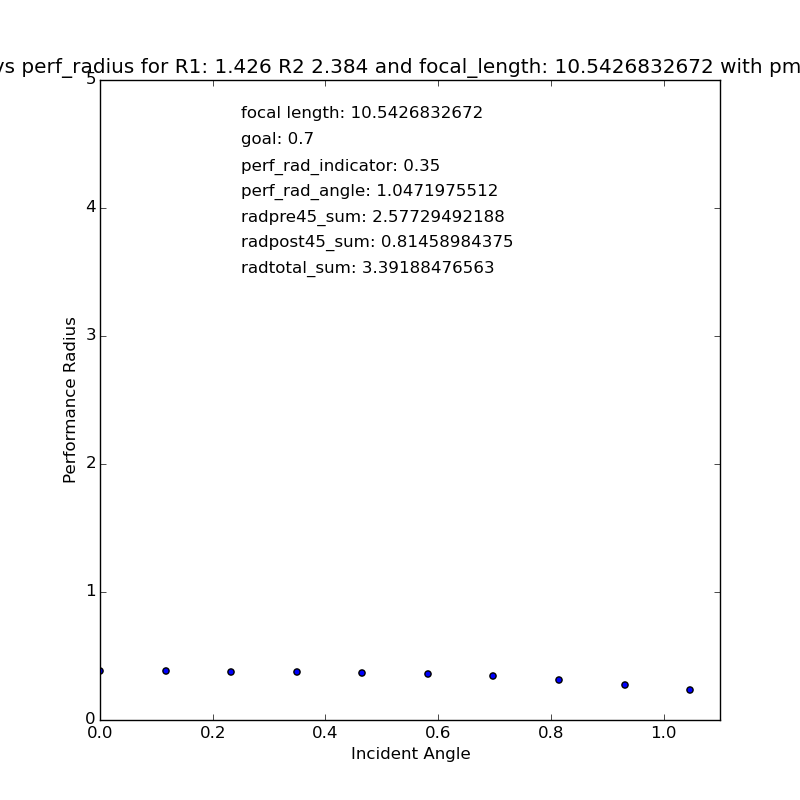 vs perf_radius for R1: 1.426 R2 2.384 and focal_length: 10.5426832672 with pm
focal length: 10.5426832672
goal: 0.7
perf_rad_indicator: 0.35
perf_rad_angle: 1.0471975512
radpre45_sum: 2.57729492188
radpost45_sum: 0.81458984375
radtotal_sum: 3.39188476563
Performance Radius
5
4
3
2
1
0
0.0 0.2 0.4 0.6 0.8 1.0
Incident Angle